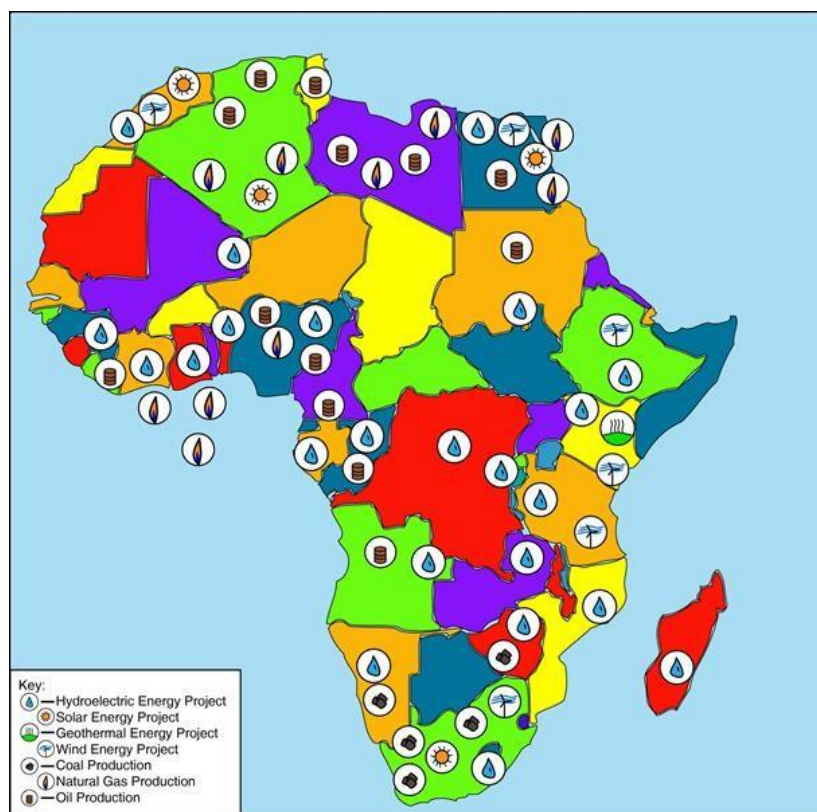 Key:
Hydroelectric Energy Project
Solar Energy Project
Geothermal Energy Project
Wind Energy Project
Coal Production
Natural Gas Production
Oil Production